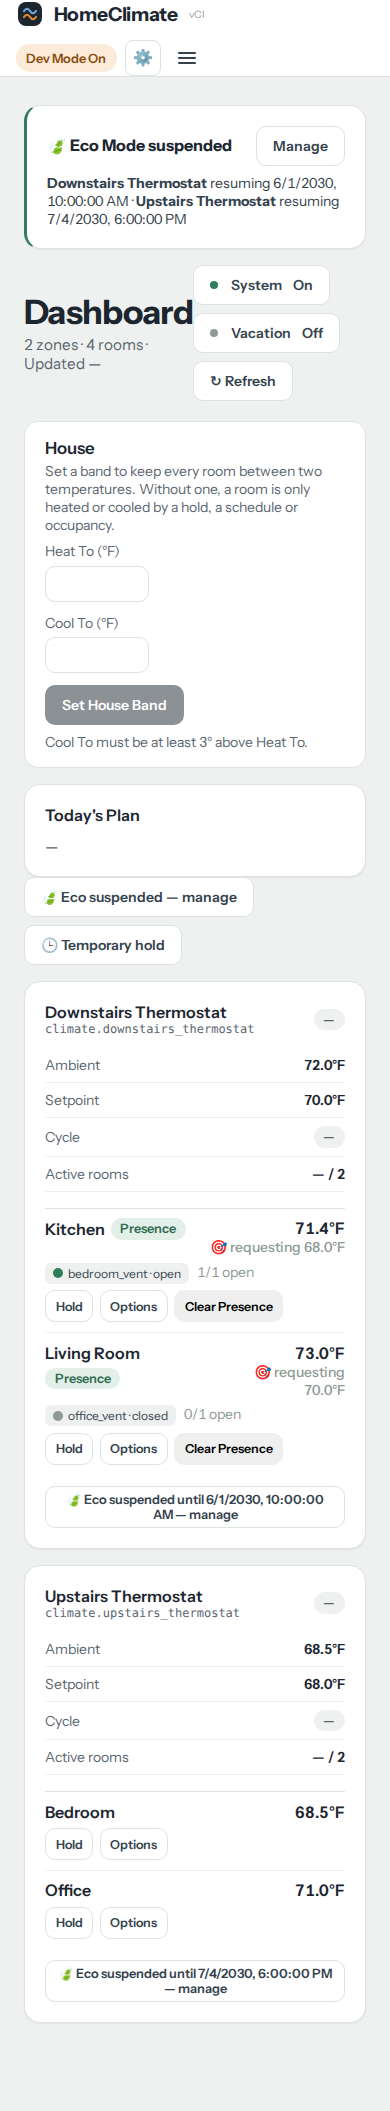 HomeClimate vCI
Dev Mode On
Eco Mode suspended
Manage
Downstairs Thermostat resuming 6/1/2030,
10:00:00 AM · Upstairs Thermostat resuming
7/4/2030, 6:00:00 PM
Dashboard
2 zones · 4 rooms ·
Updated —
System On
Vacation Off
↻ Refresh
House
Set a band to keep every room between two
temperatures. Without one, a room is only
heated or cooled by a hold, a schedule or
occupancy.
Heat To (°F)
Cool To (°F)
Set House Band
Cool To must be at least 3° above Heat To.
Today's Plan
—
Eco suspended — manage
Temporary hold
Downstairs Thermostat
climate.downstairs_thermostat
—
Ambient 72.0°F
Setpoint 70.0°F
Cycle —
Active rooms — / 2
Kitchen Presence 71.4°F
🎯 requesting 68.0°F
bedroom_vent · open 1/1 open
Hold Options Clear Presence
Living Room 73.0°F
Presence
🎯 requesting
70.0°F
office_vent · closed 0/1 open
Hold Options Clear Presence
Eco suspended until 6/1/2030, 10:00:00
AM — manage
Upstairs Thermostat
climate.upstairs_thermostat
—
Ambient 68.5°F
Setpoint 68.0°F
Cycle —
Active rooms — / 2
Bedroom 68.5°F
Hold Options
Office 71.0°F
Hold Options
Eco suspended until 7/4/2030, 6:00:00 PM
— manage